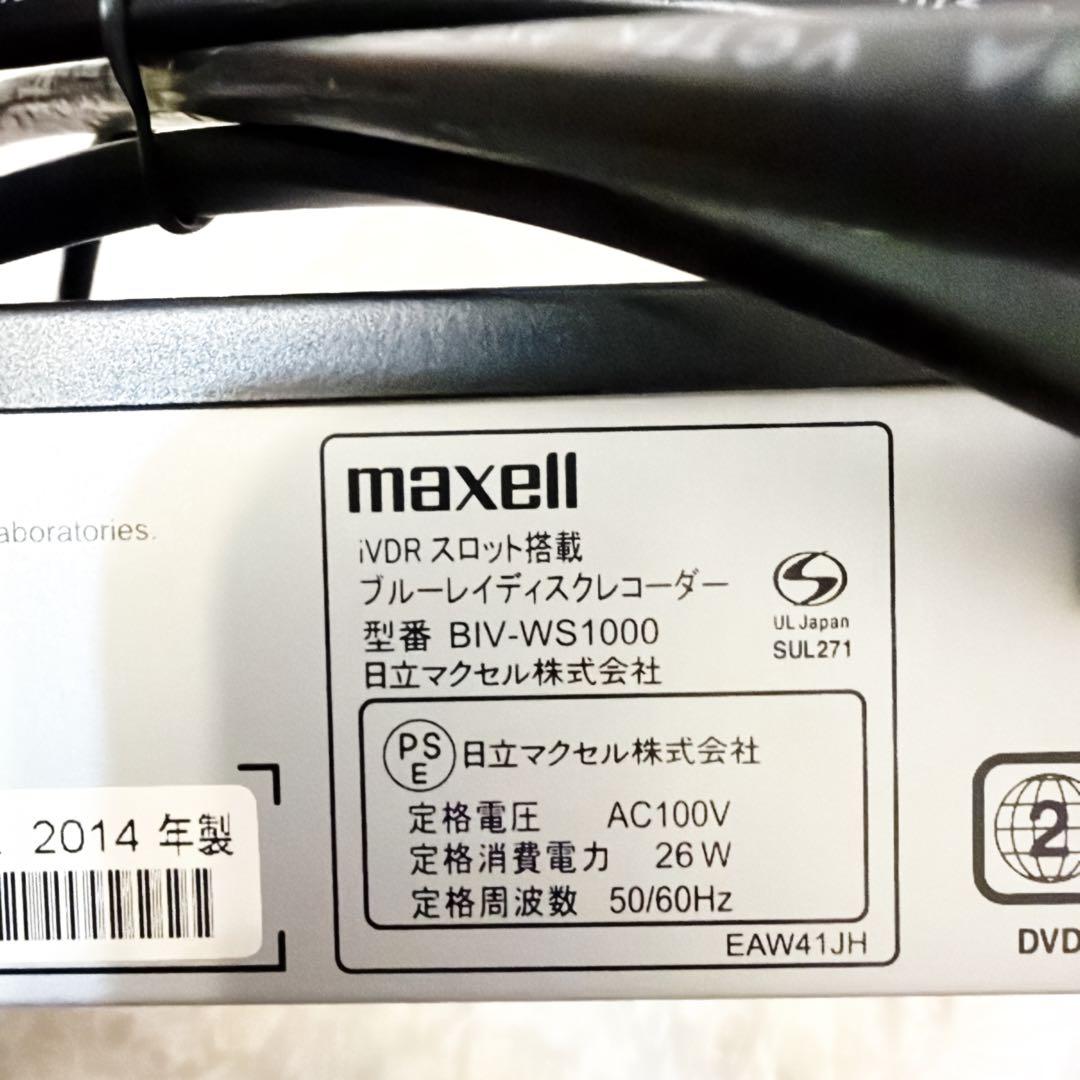 VCTF
aboratories.
maxell
iVDR スロット搭載
ブルーレイディスクレコーダー
型番 BIV-WS1000
日立マクセル株式会社
UL Japan
SUL271
PS
E
日立マクセル株式会社
定格電圧 AC100V
定格消費電力 26W
定格周波数 50/60Hz
EAW41JH
2014 年製
2
DVD